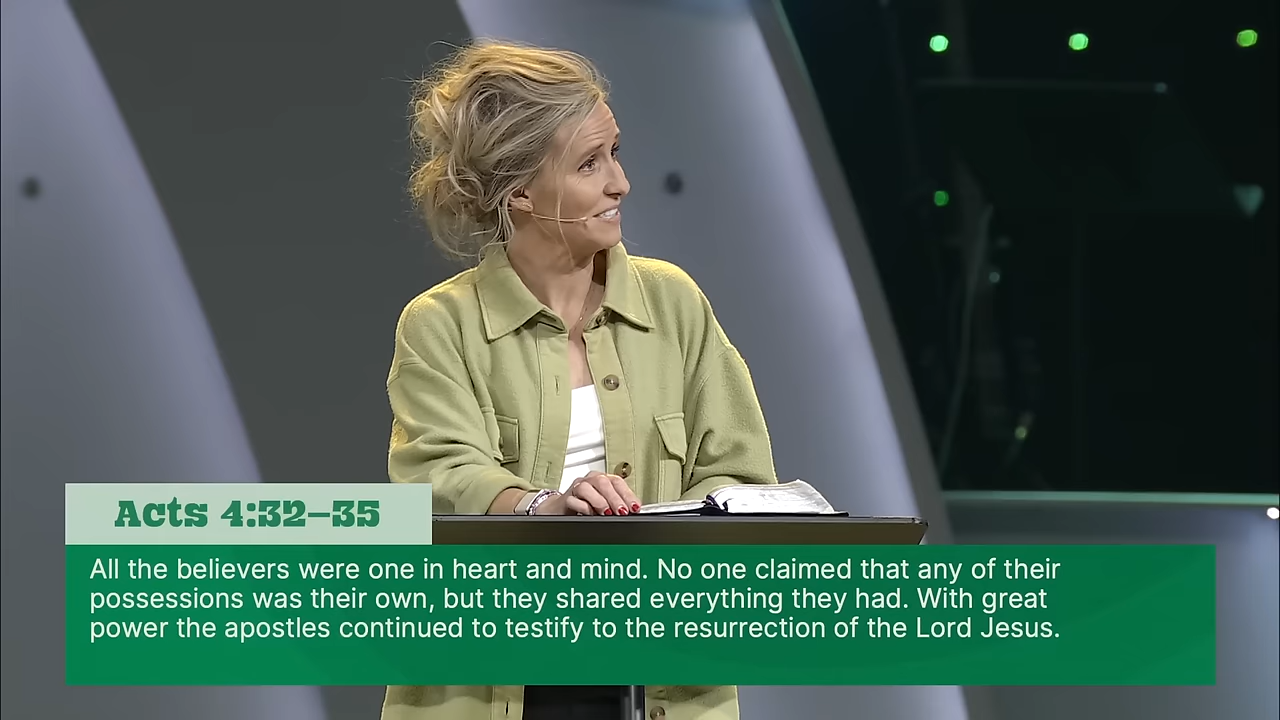 Acts 4:32–35
All the believers were one in heart and mind. No one claimed that any of their
possessions was their own, but they shared everything they had. With great
power the apostles continued to testify to the resurrection of the Lord Jesus.